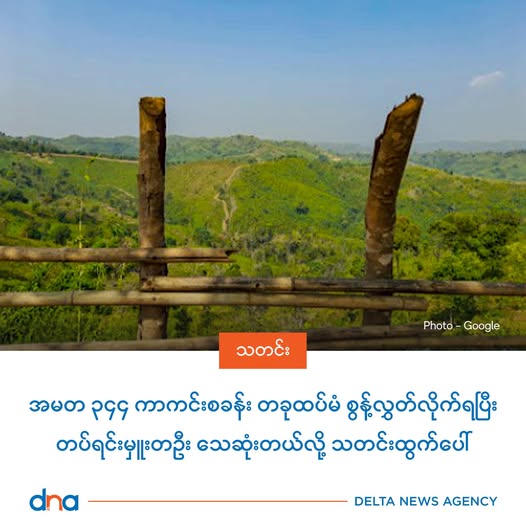 Photo - Google
သတင်း
အမတ ၃၄၄ ကာကင်းစခန်း တခုထပ်မံ စွန့်လွှတ်လိုက်ရပြီး
တပ်ရင်းမှူးတဦး သေဆုံးတယ်လို့ သတင်းထွက်ပေါ်
dna
DELTA NEWS AGENCY